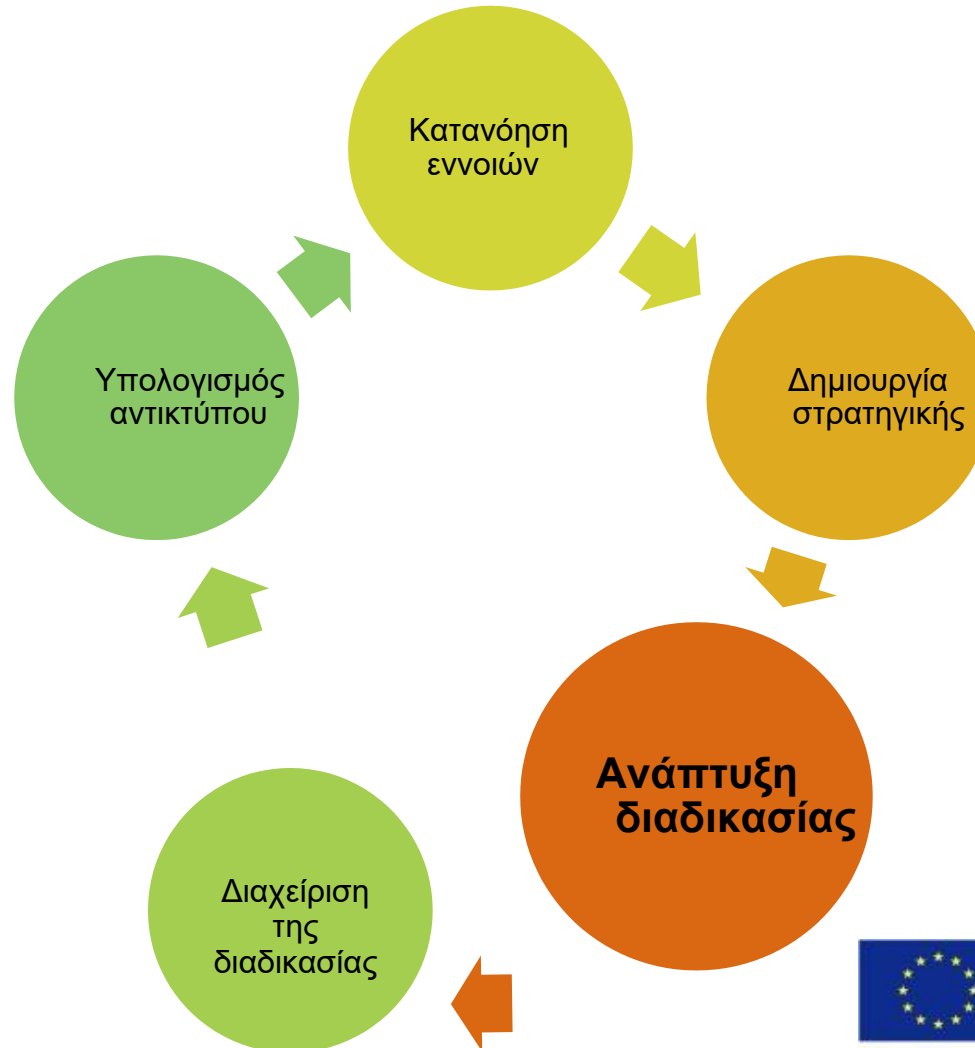 Κατανόηση
εννοιών
Δημιουργία
στρατηγικής
Ανάπτυξη
διαδικασίας
Διαχείριση
της
διαδικασίας
Υπολογισμός
αντικτύπου